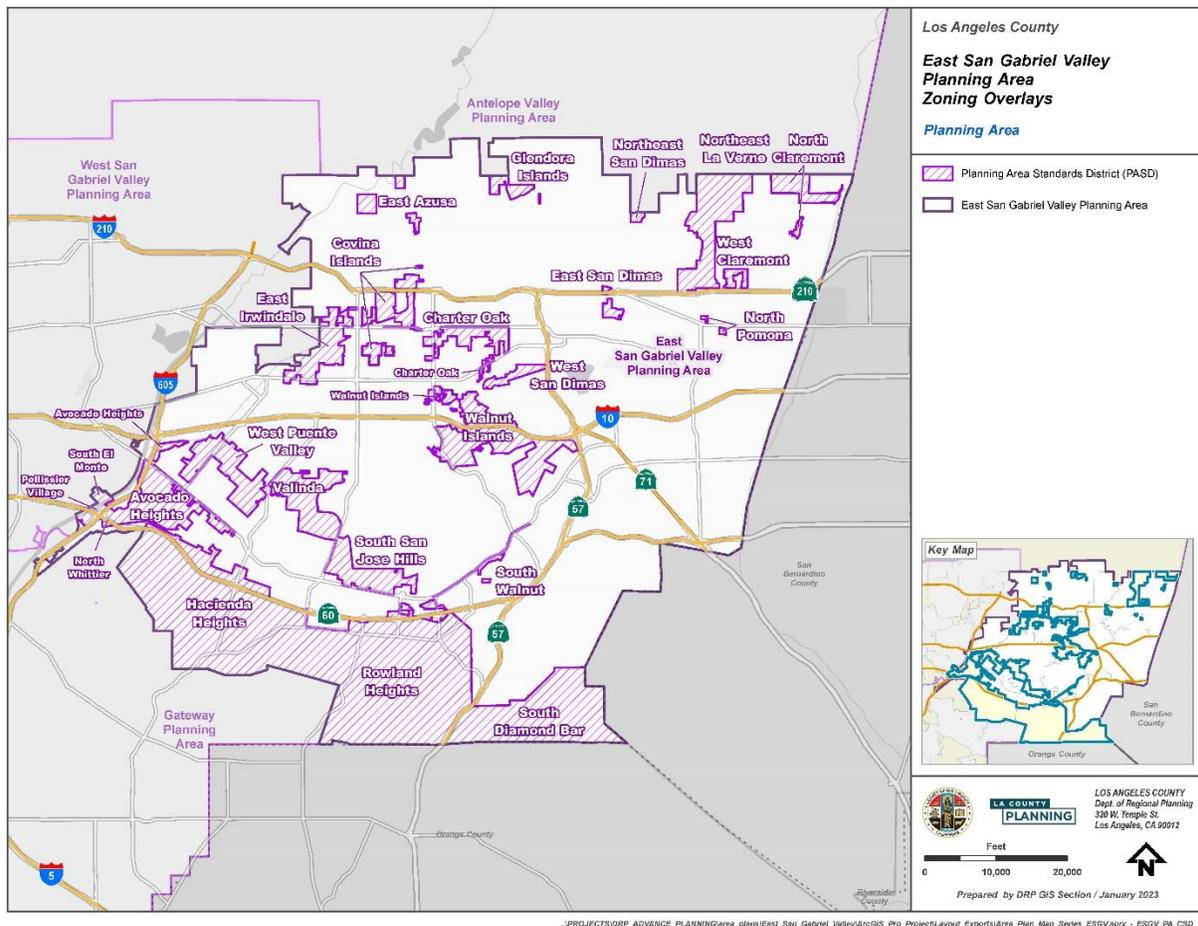 Los Angeles County
East San Gabriel Valley
Planning Area
Zoning Overlays
Planning Area
Planning Area Standards District (PASD)
East San Gabriel Valley Planning Area
Antelope Valley
Planning Area
West San
Gabriel Valley
Planning Area
Glendora
Islands
Northeast
San Dimas
Northeast
La Verne
North
Claremont
East Azusa
210
Covina
Islands
West
Claremont
East San Dimas
210
East
Irwindale
Charter Oak
North
Pomona
East
San Gabriel Valley
Planning Area
Charter Oak
West
San Dimas
605
Walnut Islands
10
Avocado Heights
Walnut
Islands
West Puente
Valley
South El
Monte
71
Pellissier
Village
Valinda
Avocado
Heights
57
South San
Jose Hills
North
Whittier
South
Walnut
San
Bernardino
County
Hacienda
Heights
60
57
Rowland
Heights
South
Diamond Bar
Gateway
Planning
Area
Orange County
5
Riverside
County
Key Map
San
Bernardino
County
Orange County
LA COUNTY
PLANNING
LOS ANGELES COUNTY
Dept. of Regional Planning
320 W. Temple St.
Los Angeles, CA 90012
Feet
0 10,000 20,000
N
Prepared by DRP GIS Section / January 2023